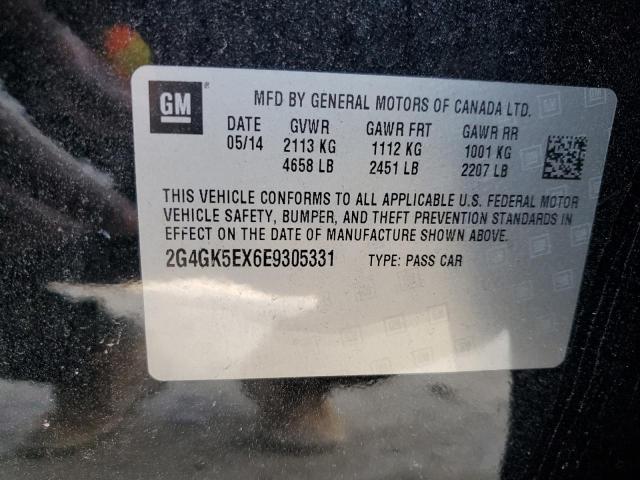 GM ®
MFD BY GENERAL MOTORS OF CANADA LTD.
DATE GVWR GAWR FRT GAWR RR
05/14 2113 KG 1112 KG 1001 KG
4658 LB 2451 LB 2207 LB
THIS VEHICLE CONFORMS TO ALL APPLICABLE U.S. FEDERAL MOTOR
VEHICLE SAFETY, BUMPER, AND THEFT PREVENTION STANDARDS IN
EFFECT ON THE DATE OF MANUFACTURE SHOWN ABOVE.
2G4GK5EX6E9305331 TYPE: PASS CAR